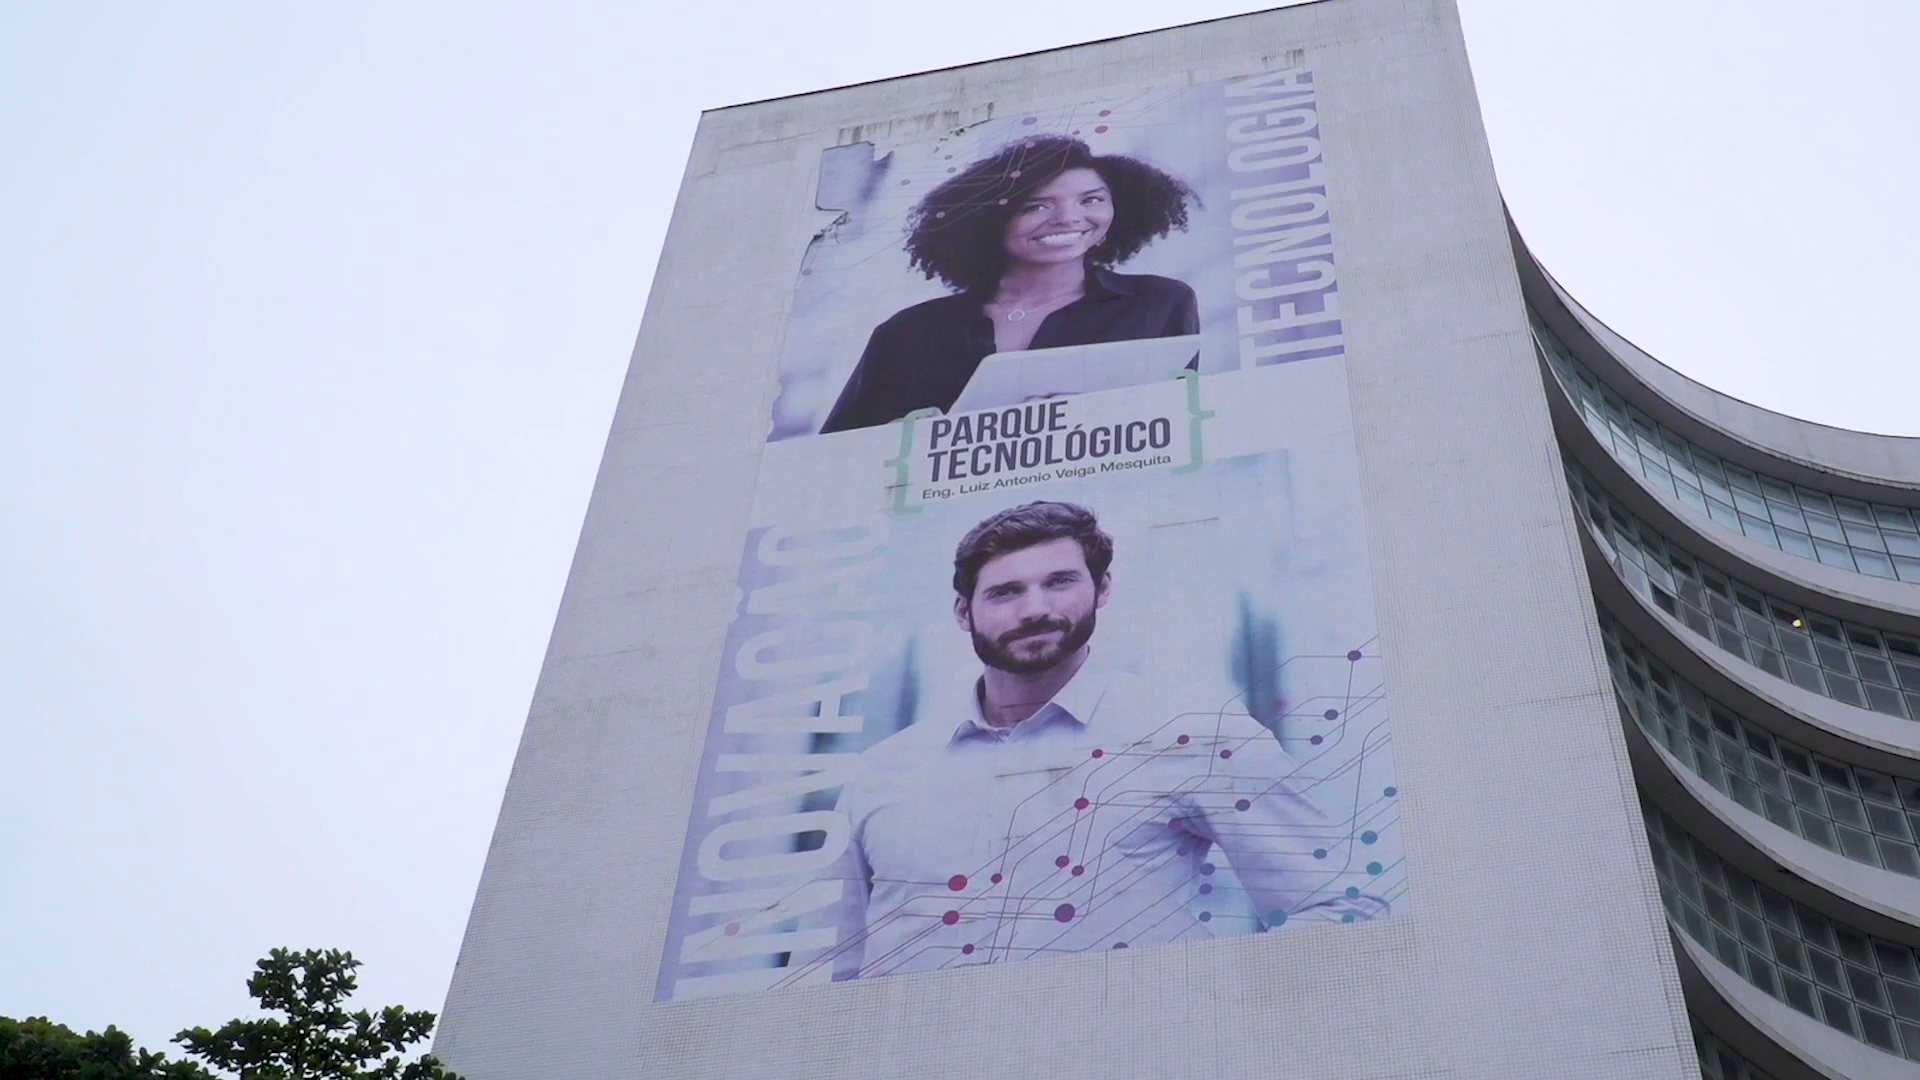 TECNOLOGIA
PARQUE
TECNOLÓGICO
Eng. Luiz Antonio Veiga Mesquita
INOVAÇÃO